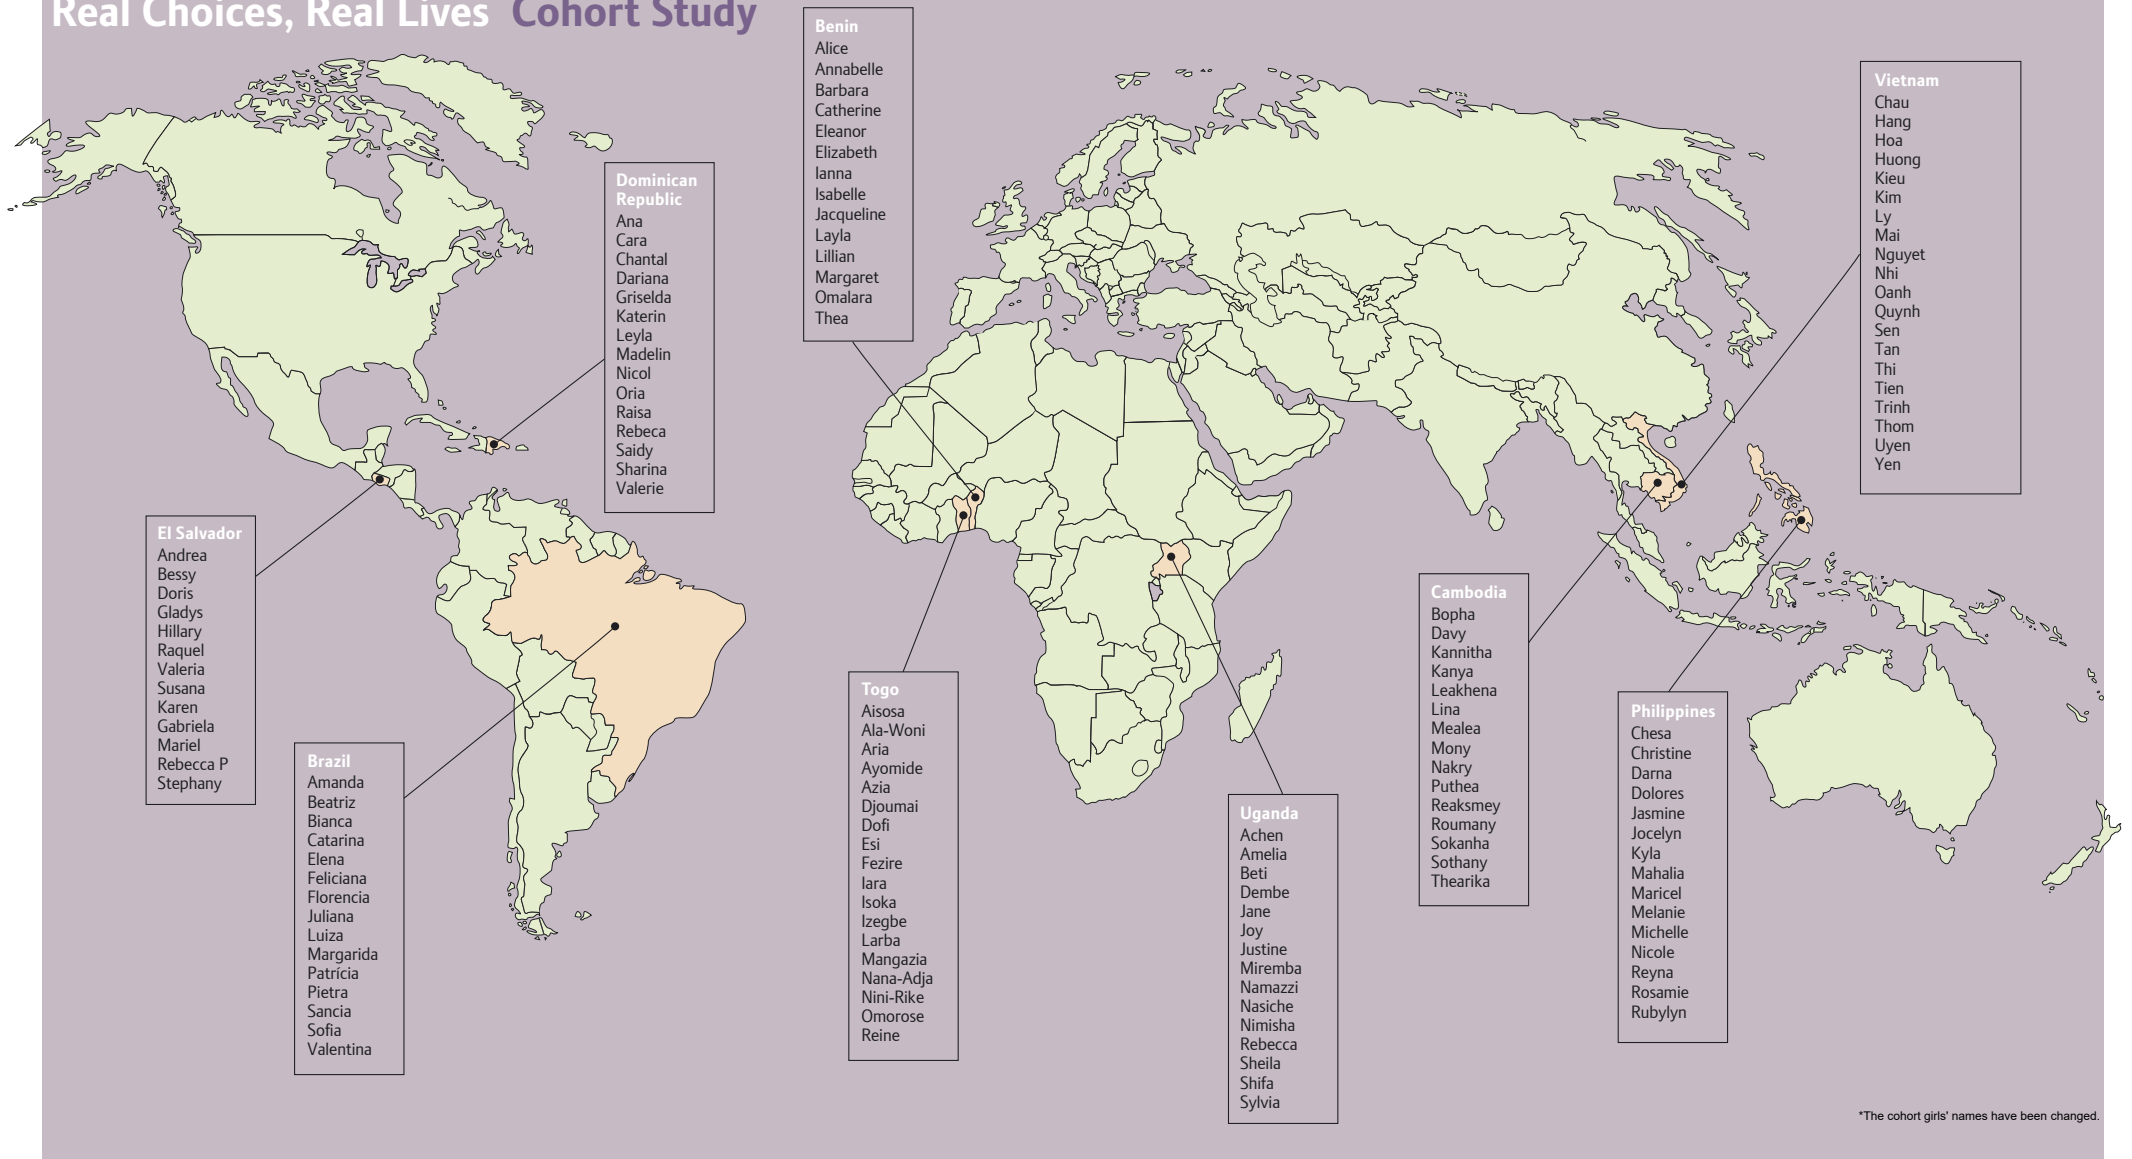 Real Choices, Real Lives Cohort Study
Benin
Alice
Annabelle
Barbara
Catherine
Eleanor
Elizabeth
Ianna
Isabelle
Jacqueline
Layla
Lillian
Margaret
Omalara
Thea
Vietnam
Chau
Hang
Hoa
Huong
Kieu
Kim
Ly
Mai
Nguyet
Nhi
Oanh
Quynh
Sen
Tan
Thi
Tien
Trinh
Thom
Uyen
Yen
Dominican
Republic
Ana
Cara
Chantal
Dariana
Griselda
Katerin
Leyla
Madelin
Nicol
Oria
Raisa
Rebeca
Saidy
Sharina
Valerie
El Salvador
Andrea
Bessy
Doris
Gladys
Hillary
Raquel
Valeria
Susana
Karen
Gabriela
Mariel
Rebecca P
Stephany
Brazil
Amanda
Beatriz
Bianca
Catarina
Elena
Feliciana
Florencia
Juliana
Luiza
Margarida
Patrícia
Pietra
Sancia
Sofia
Valentina
Togo
Aisosa
Ala-Woni
Aria
Ayomide
Azia
Djoumai
Dofi
Esi
Fezire
Iara
Isoka
Izegbe
Larba
Mangazia
Nana-Adja
Nini-Rike
Omorose
Reine
Uganda
Achen
Amelia
Beti
Dembe
Jane
Joy
Justine
Miremba
Namazzi
Nasiche
Nimisha
Rebecca
Sheila
Shifa
Sylvia
Cambodia
Bopha
Davy
Kannitha
Kanya
Leakhena
Lina
Mealea
Mony
Nakry
Puthea
Reaksmey
Roumany
Sokanha
Sothany
Thearika
Philippines
Chesa
Christine
Darna
Dolores
Jasmine
Jocelyn
Kyla
Mahalia
Maricel
Melanie
Michelle
Nicole
Reyna
Rosamie
Rubylyn
*The cohort girls' names have been changed.